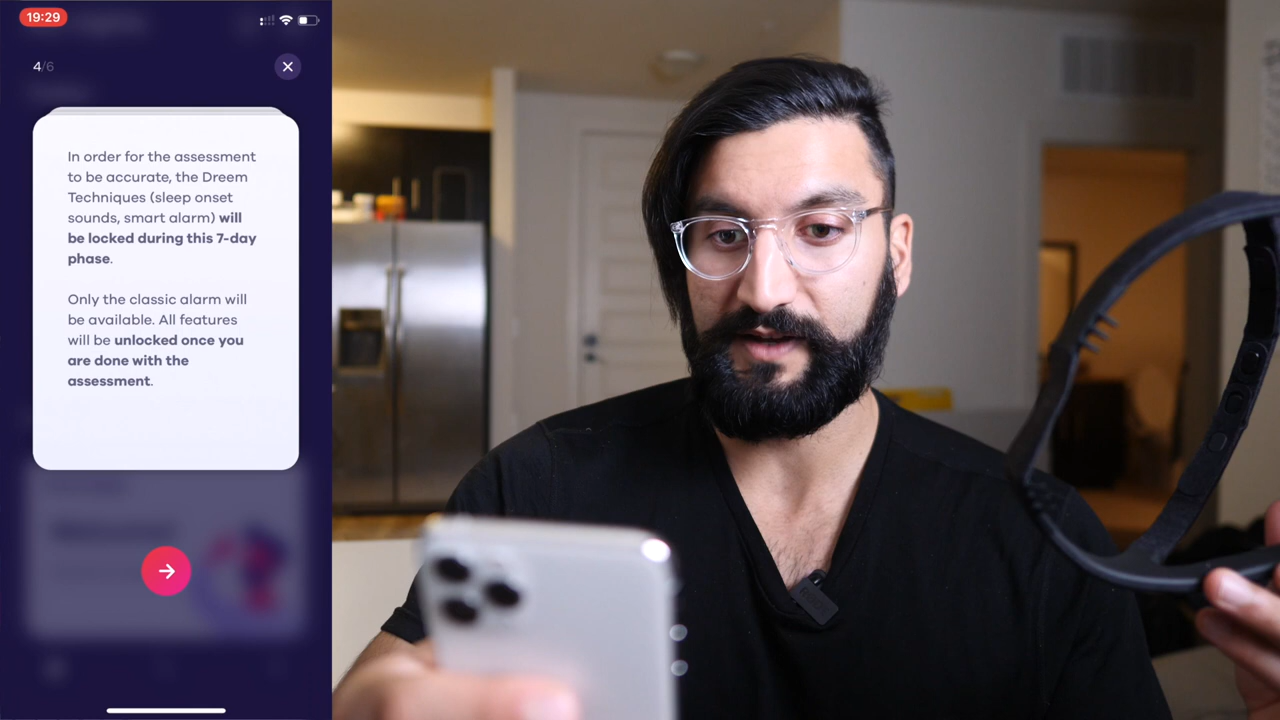 19:29
4/6
In order for the assessment
to be accurate, the Dreem
Techniques (sleep onset
sounds, smart alarm) will
be locked during this 7-day
phase.
Only the classic alarm will
be available. All features
will be unlocked once you
are done with the
assessment.